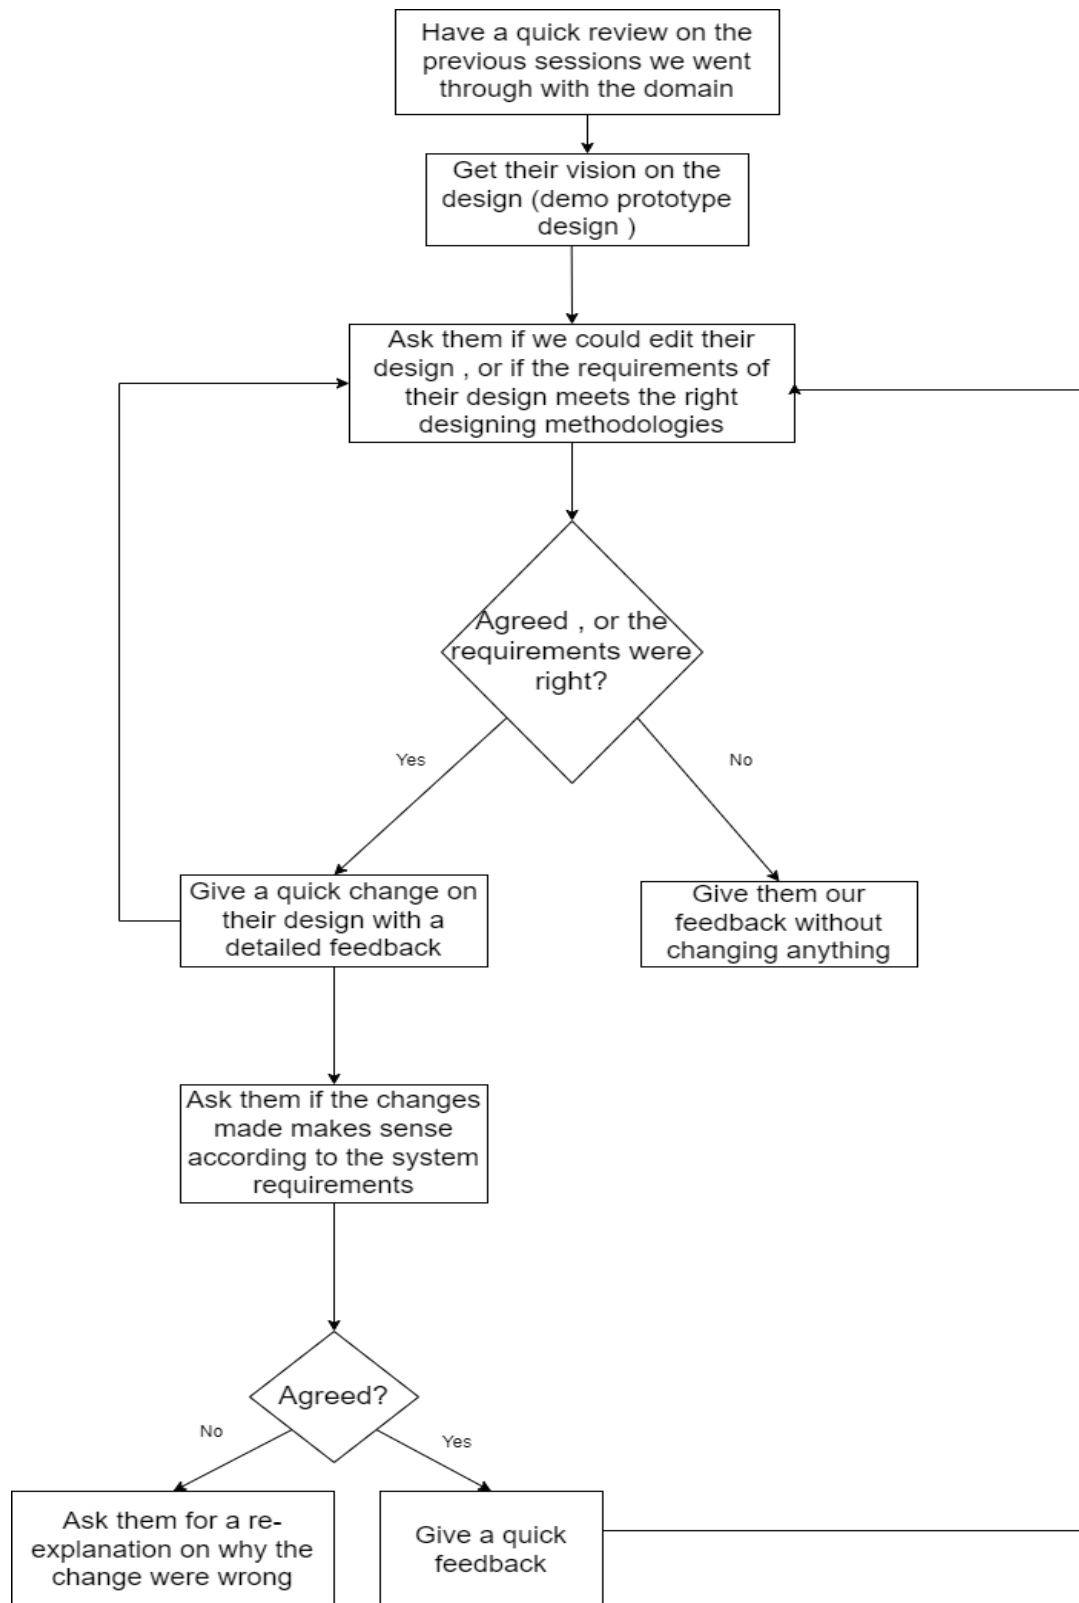 Have a quick review on the
previous sessions we went
through with the domain
Get their vision on the
design (demo prototype
design )
Ask them if we could edit their
design , or if the requirements of
their design meets the right
designing methodologies
Agreed , or the
requirements were
right?
Yes
No
Give a quick change on
their design with a
detailed feedback
Give them our
feedback without
changing anything
Ask them if the changes
made makes sense
according to the system
requirements
Agreed?
No
Yes
Ask them for a re-
explanation on why the
change were wrong
Give a quick
feedback